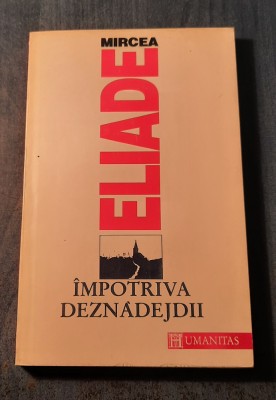 MIRCEA
ELIADE
ÎMPOTRIVA
DEZNĂDEJDII
HUMANITAS